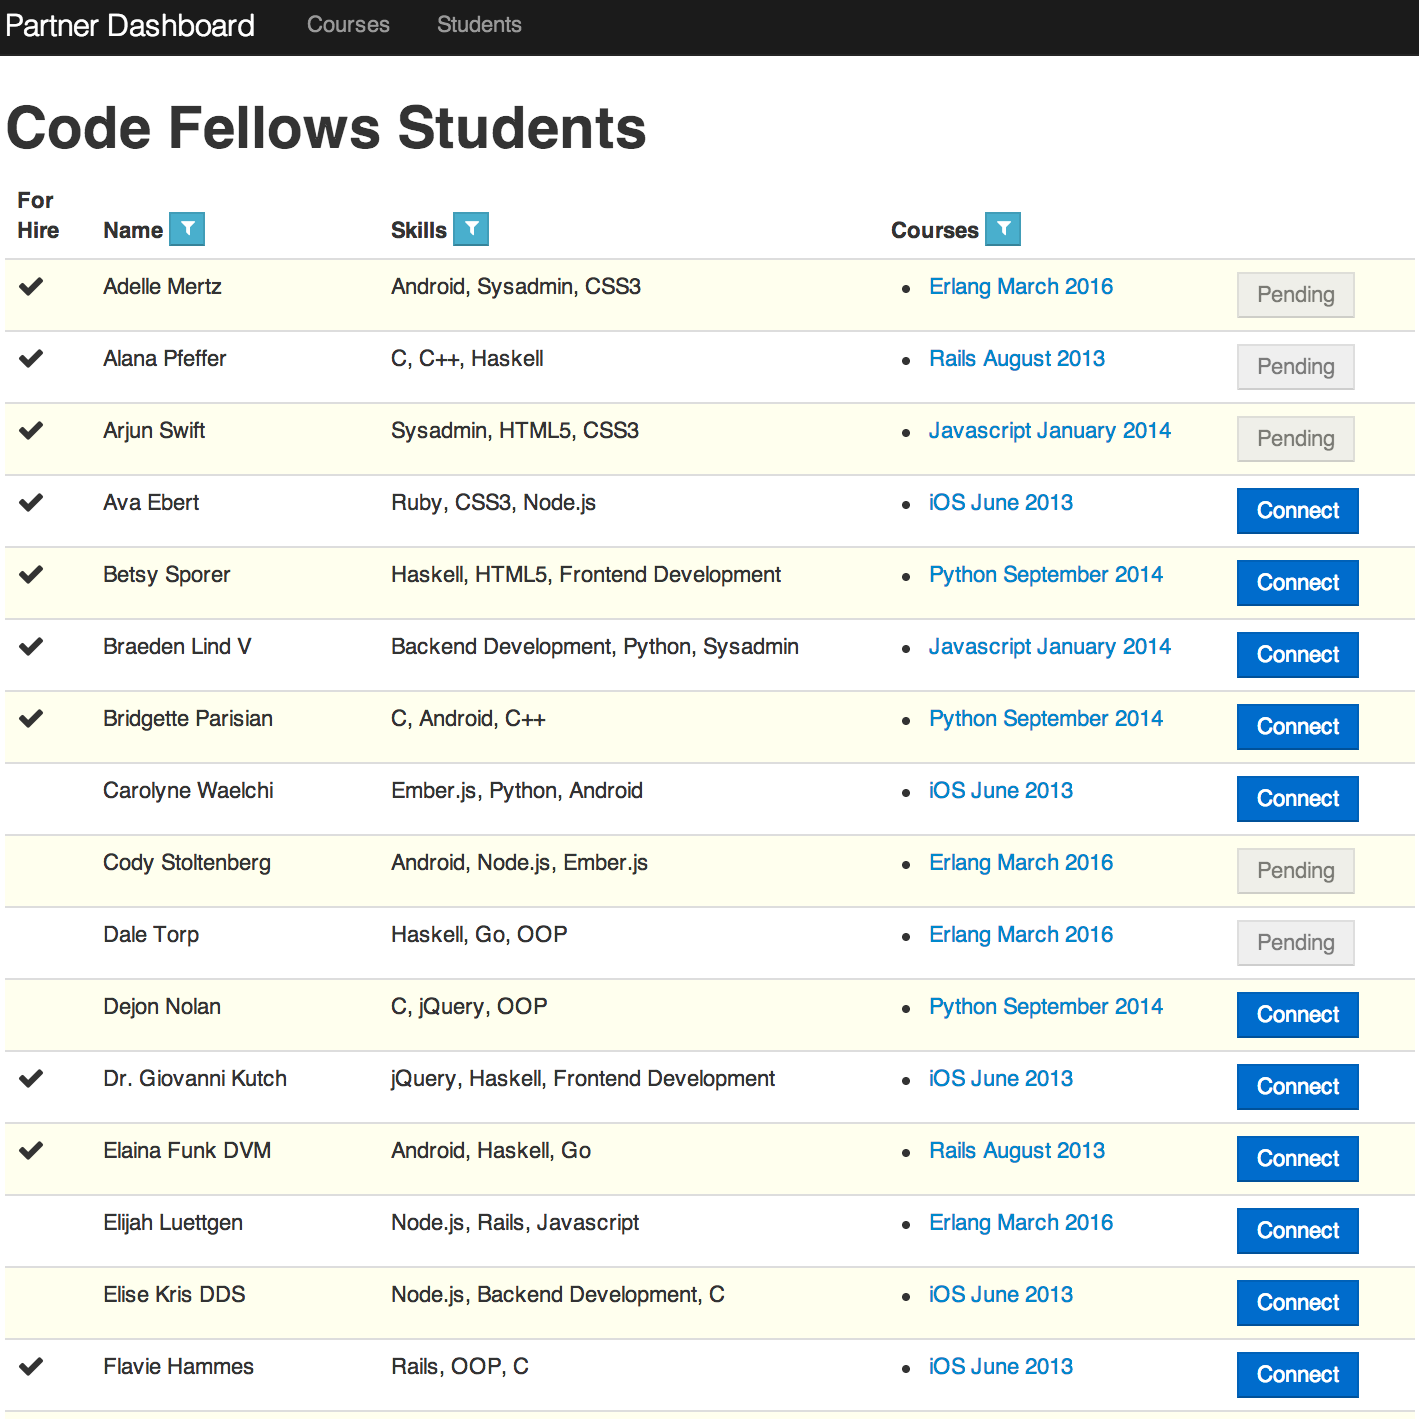 Partner Dashboard Courses Students
Code Fellows Students
For
Hire Name Skills Courses
Adelle Mertz Android, Sysadmin, CSS3 • Erlang March 2016 Pending
Alana Pfeffer C, C++, Haskell • Rails August 2013 Pending
Arjun Swift Sysadmin, HTML5, CSS3 • Javascript January 2014 Pending
Ava Ebert Ruby, CSS3, Node.js • iOS June 2013 Connect
Betsy Sporer Haskell, HTML5, Frontend Development • Python September 2014 Connect
Braeden Lind V Backend Development, Python, Sysadmin • Javascript January 2014 Connect
Bridgette Parisian C, Android, C++ • Python September 2014 Connect
Carolyne Waelchi Ember.js, Python, Android • iOS June 2013 Connect
Cody Stoltenberg Android, Node.js, Ember.js • Erlang March 2016 Pending
Dale Torp Haskell, Go, OOP • Erlang March 2016 Pending
Dejon Nolan C, jQuery, OOP • Python September 2014 Connect
Dr. Giovanni Kutch jQuery, Haskell, Frontend Development • iOS June 2013 Connect
Elaina Funk DVM Android, Haskell, Go • Rails August 2013 Connect
Elijah Luettgen Node.js, Rails, Javascript • Erlang March 2016 Connect
Elise Kris DDS Node.js, Backend Development, C • iOS June 2013 Connect
Flavie Hammes Rails, OOP, C • iOS June 2013 Connect